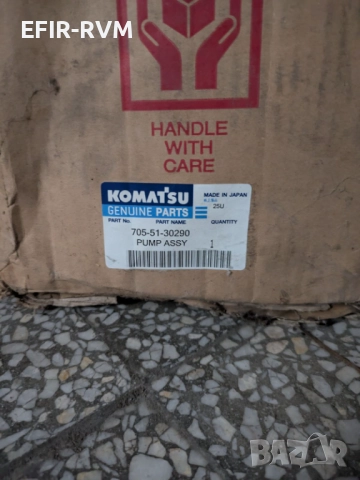 EFIR-RVM
HANDLE
WITH
CARE
KOMATSU
GENUINE PARTS
MADE IN JAPAN
25U
PART No. PART NAME QUANTITY
705-51-30290
PUMP ASSY 1
BAZAR